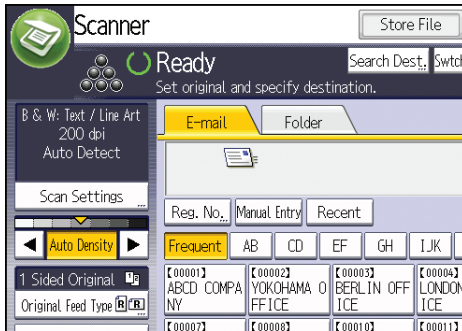 Scanner
Store File
Ready
Search Dest.
Set original and specify destination.
B & W: Text / Line Art
200 dpi
Auto Detect
E-mail
Folder
Scan Settings
Reg. No.
Manual Entry
Recent
Auto Density
Frequent
AB
CD
EF
GH
IJK
1 Sided Original
Original Feed Type
[00001]
ABCD COMPA
NY
[00002]
YOKOHAMA O
FFICE
[00003]
BERLIN OFF
ICE
[00004]
LONDON
ICE
[00007]
[00008]
[00010]
[00011]